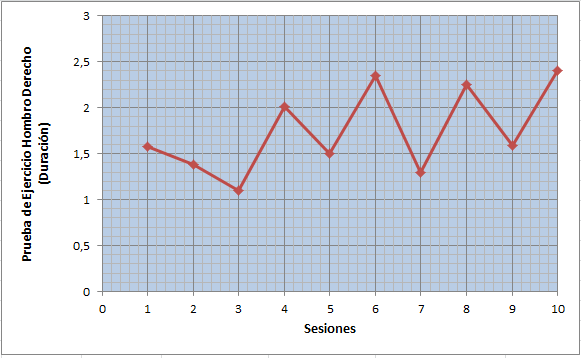 Prueba de Ejercicio Hombro Derecho
(Duración)
3
2,5
2
1,5
1
0,5
0
0 1 2 3 4 5 6 7 8 9 10
Sesiones